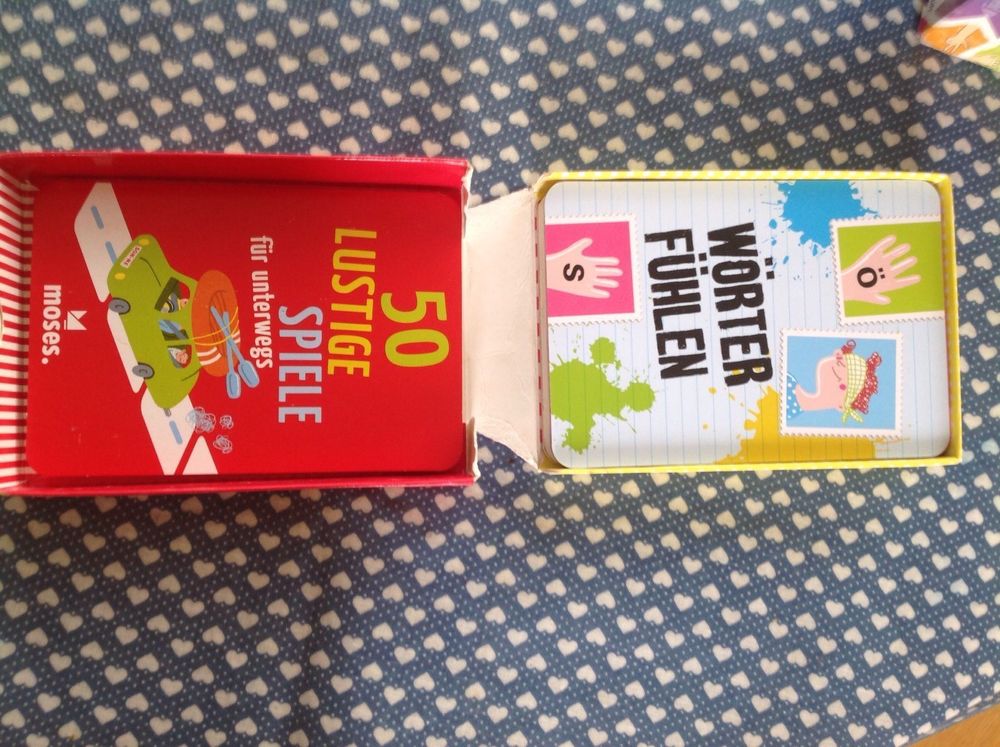 50
LUSTIGE
SPIELE
für unterwegs
moses.
WÖRTER
FÜHLEN
Ö
S